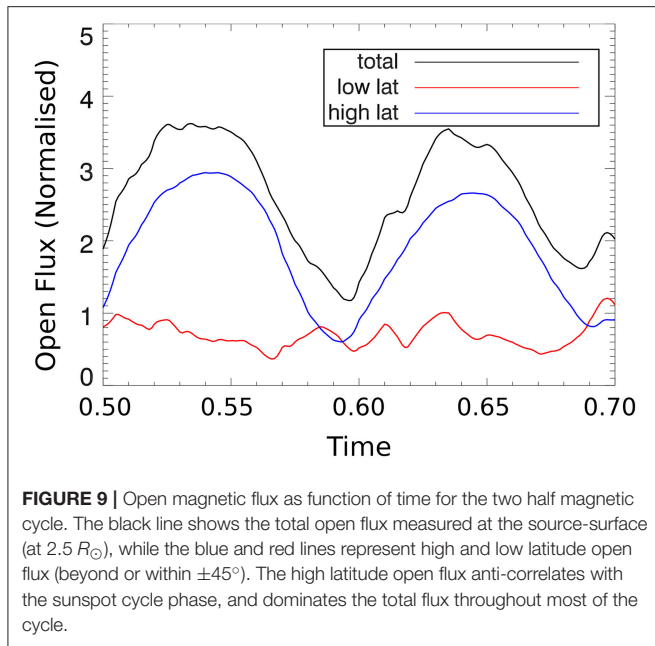 5
4
3
2
1
0
Open Flux (Normalised)
total
low lat
high lat
0.50
0.55
0.60
0.65
0.70
Time
FIGURE 9 | Open magnetic flux as function of time for the two half magnetic
cycle. The black line shows the total open flux measured at the source-surface
(at 2.5 R☉), while the blue and red lines represent high and low latitude open
flux (beyond or within ±45°). The high latitude open flux anti-correlates with
the sunspot cycle phase, and dominates the total flux throughout most of the
cycle.